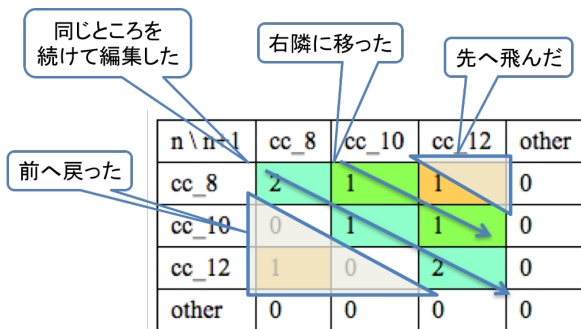 同じところを
続けて編集した
右隣に移った
先へ飛んだ
前へ戻った
n \ n+1 cc_8 cc_10 cc_12 other
cc_8 2 1 1 0
cc_10 0 1 1 0
cc_12 1 0 2 0
other 0 0 0 0